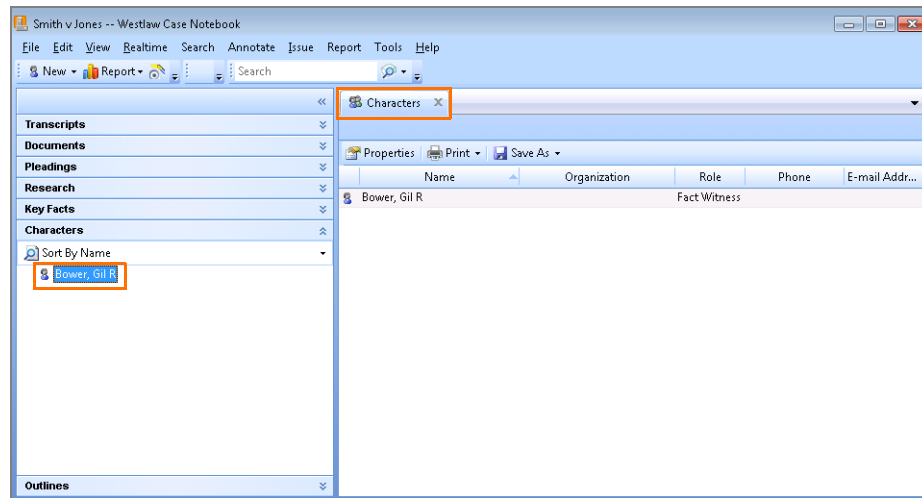 Smith v Jones -- Westlaw Case Notebook
File Edit View Realtime Search Annotate Issue Report Tools Help
New Report Search
Characters
Transcripts
Documents
Properties Print Save As
Pleadings
Name Organization Role Phone E-mail Addr...
Research
Bower, Gil R Fact Witness
Key Facts
Characters
Sort By Name
Bower, Gil R
Outlines